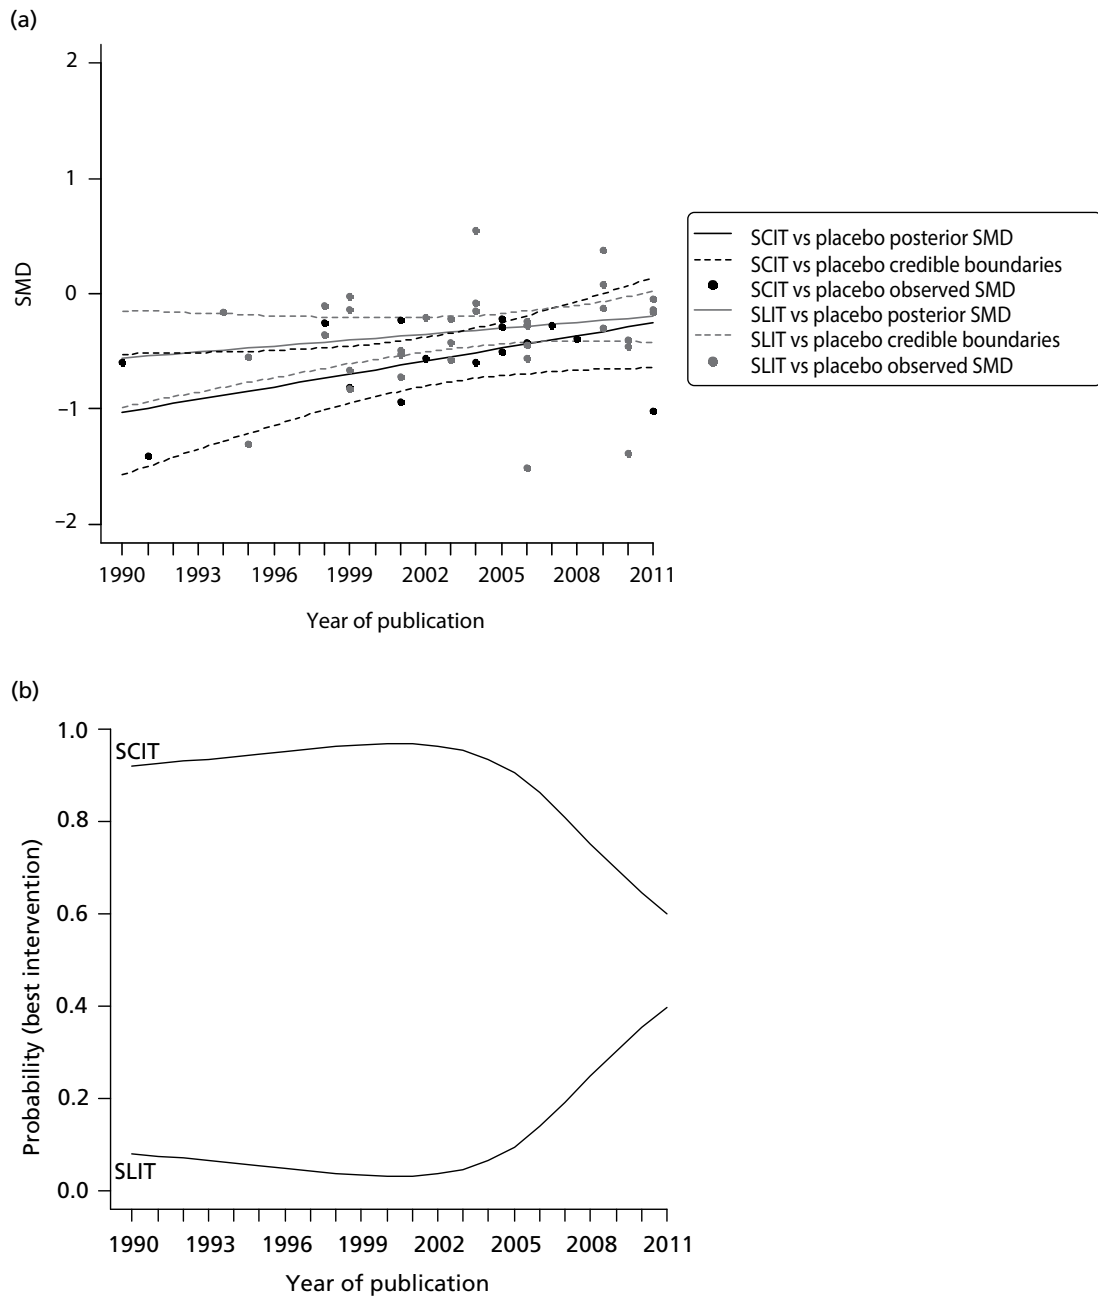 (a)
2
1
0
–1
–2
SMD
1990 1993 1996 1999 2002 2005 2008 2011
Year of publication
SCIT vs placebo posterior SMD
SCIT vs placebo credible boundaries
SCIT vs placebo observed SMD
SLIT vs placebo posterior SMD
SLIT vs placebo credible boundaries
SLIT vs placebo observed SMD
(b)
1.0
0.8
0.6
0.4
0.2
0.0
Probability (best intervention)
SCIT
SLIT
1990 1993 1996 1999 2002 2005 2008 2011
Year of publication